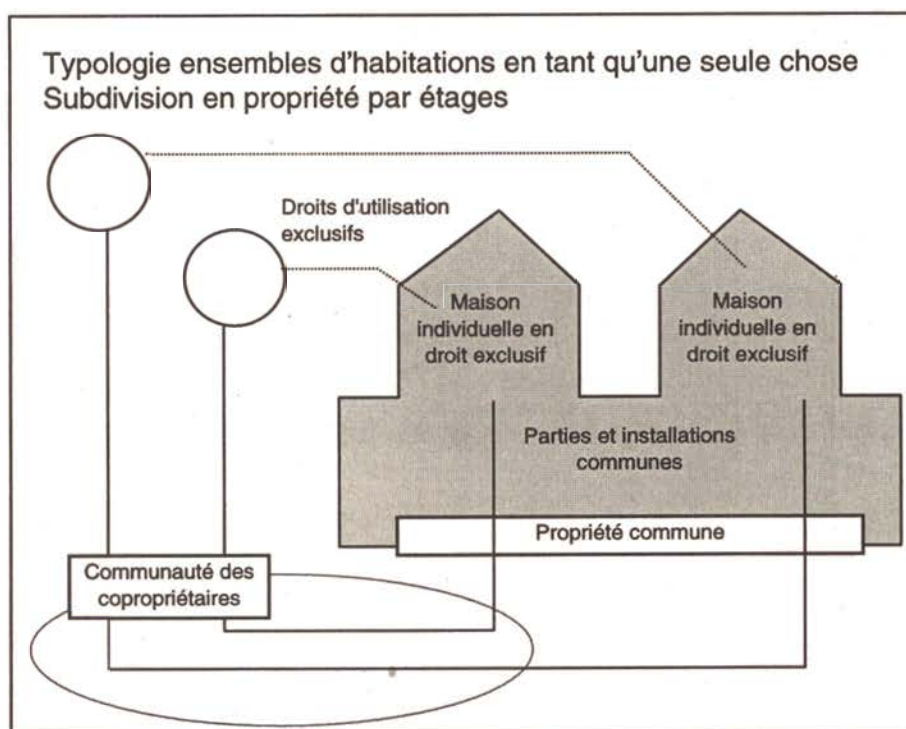 Typologie ensembles d'habitations en tant qu'une seule chose
Subdivision en propriété par étages
Droits d'utilisation
exclusifs
Maison
individuelle en
droit exclusif
Maison
individuelle en
droit exclusif
Parties et installations
communes
Propriété commune
Communauté des
copropriétaires